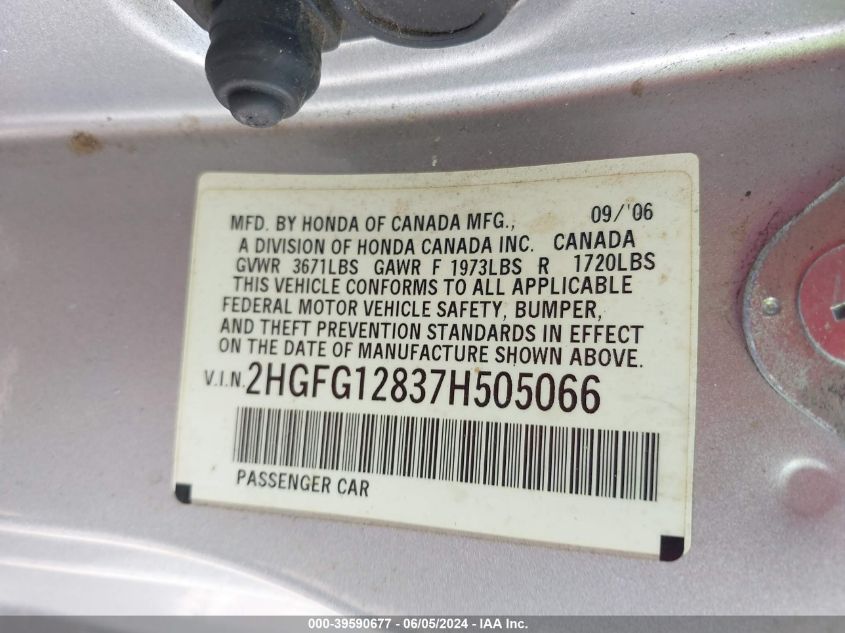 MFD. BY HONDA OF CANADA MFG., 09/'06
A DIVISION OF HONDA CANADA INC. CANADA
GVWR 3671LBS GAWR F 1973LBS R 1720LBS
THIS VEHICLE CONFORMS TO ALL APPLICABLE
FEDERAL MOTOR VEHICLE SAFETY, BUMPER,
AND THEFT PREVENTION STANDARDS IN EFFECT
ON THE DATE OF MANUFACTURE SHOWN ABOVE.
V.I.N. 2HGFG12837H505066
PASSENGER CAR
000-39590677 - 06/05/2024 - IAA Inc.